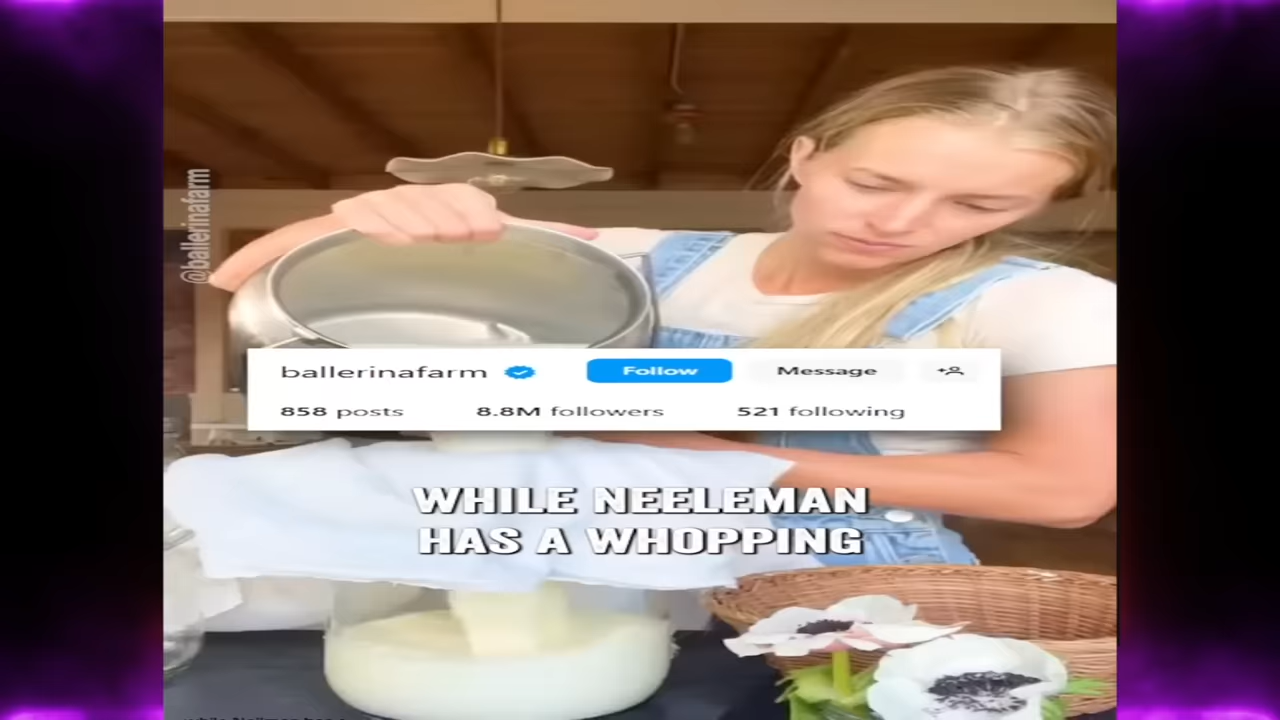 @ballerinafarm
ballerinafarm Follow Message
858 posts 8.8M followers 521 following
WHILE NEELEMAN
HAS A WHOPPING